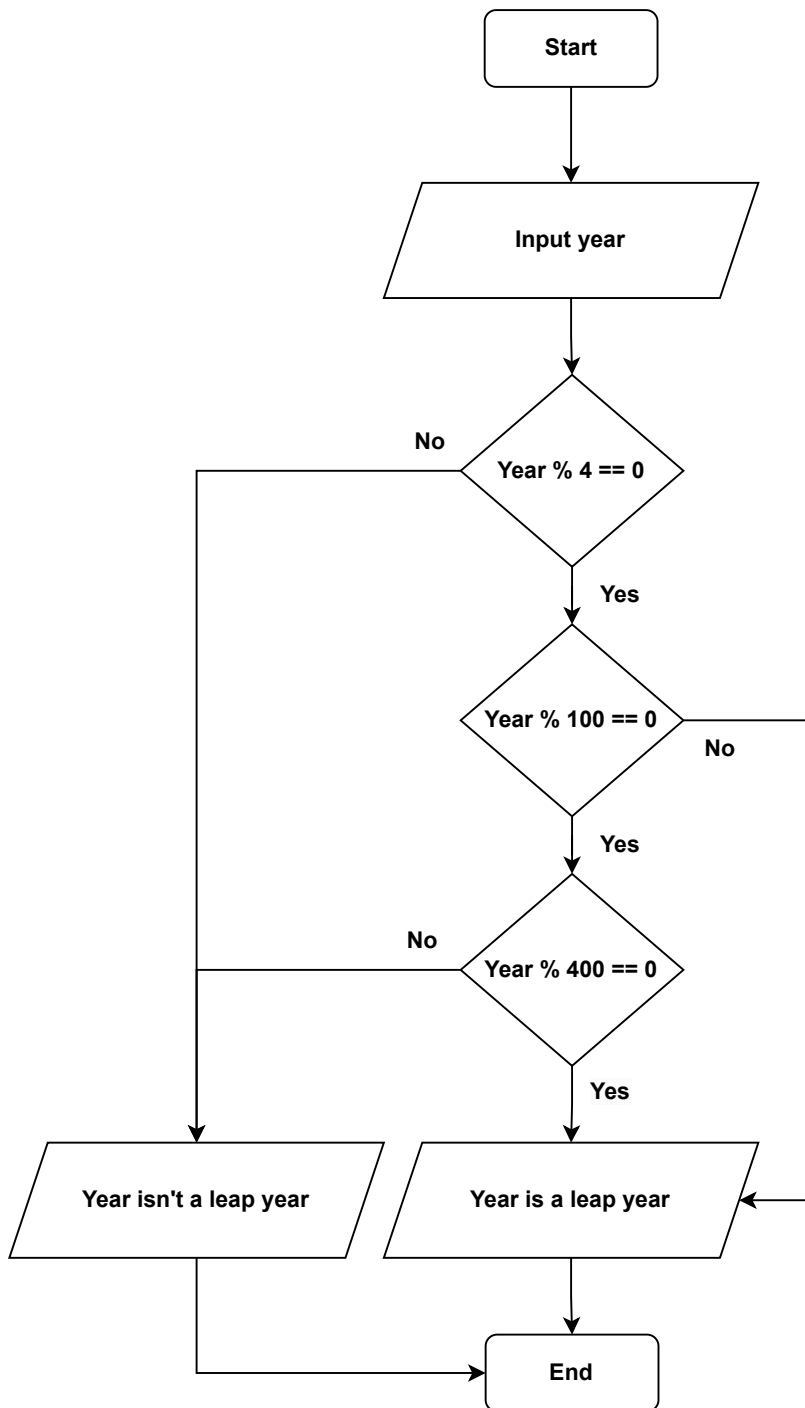 Start
Input year
No
Year % 4 == 0
Yes
Year % 100 == 0
No
Yes
No
Year % 400 == 0
Yes
Year isn't a leap year
Year is a leap year
End